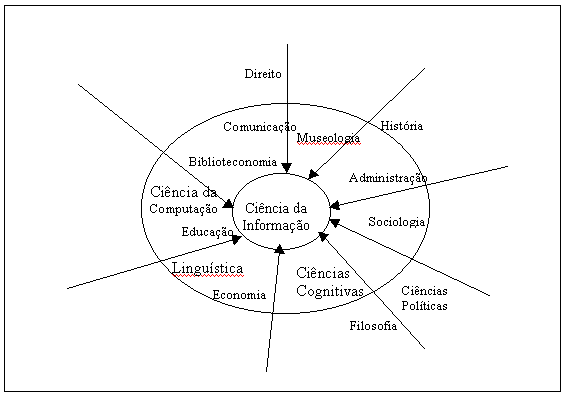 Direito
Comunicação
Museologia
História
Biblioteconomia
Administração
Ciência da
Computação
Ciência da
Informação
Sociologia
Educação
Linguística
Ciências
Cognitivas
Economia
Ciências
Políticas
Filosofia